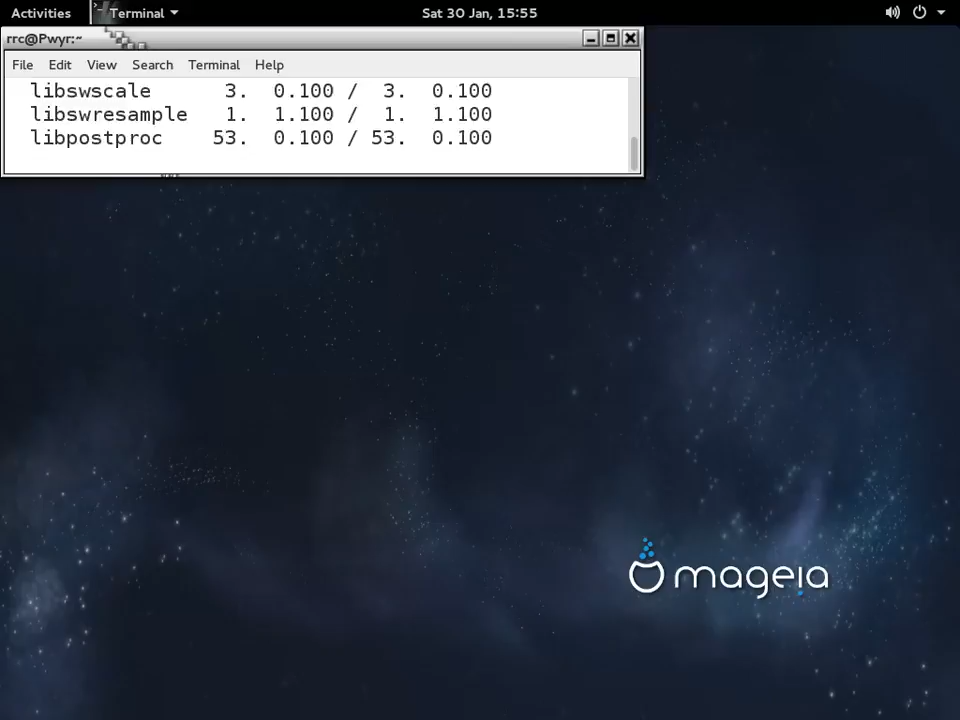 Activities Terminal Sat 30 Jan, 15:55
rrc@Pwyr:~
File Edit View Search Terminal Help
libswscale 3. 0.100 / 3. 0.100
libswresample 1. 1.100 / 1. 1.100
libpostproc 53. 0.100 / 53. 0.100
mageia